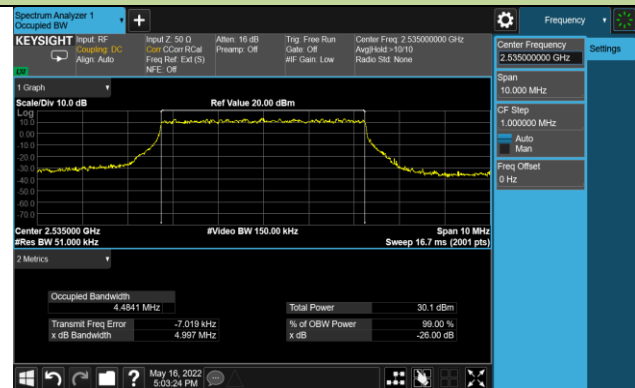 Spectrum Analyzer 1
Occupied BW
+
Frequency
KEYSIGHT
Input: RF
Coupling: DC
Align: Auto
Input Z: 50 Ω
Corr CCorr RCal
Freq Ref: Ext (S)
NFE: Off
Atten: 16 dB
Preamp: Off
Trig: Free Run
Gate: Off
#IF Gain: Low
Center Freq: 2.535000000 GHz
Avg|Hold:>10/10
Radio Std: None
Center Frequency
2.535000000 GHz
Settings
Span
10.000 MHz
CF Step
1.000000 MHz
Auto
Man
Freq Offset
0 Hz
1 Graph
Scale/Div 10.0 dB
Ref Value 20.00 dBm
Log
10.0
0.00
-10.0
-20.0
-30.0
-40.0
-50.0
-60.0
-70.0
Center 2.535000 GHz
#Video BW 150.00 kHz
Span 10 MHz
#Res BW 51.000 kHz
Sweep 16.7 ms (2001 pts)
2 Metrics
Occupied Bandwidth
4.4841 MHz
Total Power 30.1 dBm
Transmit Freq Error -7.019 kHz
% of OBW Power 99.00 %
x dB Bandwidth 4.997 MHz
x dB -26.00 dB
?
May 16, 2022
5:03:24 PM